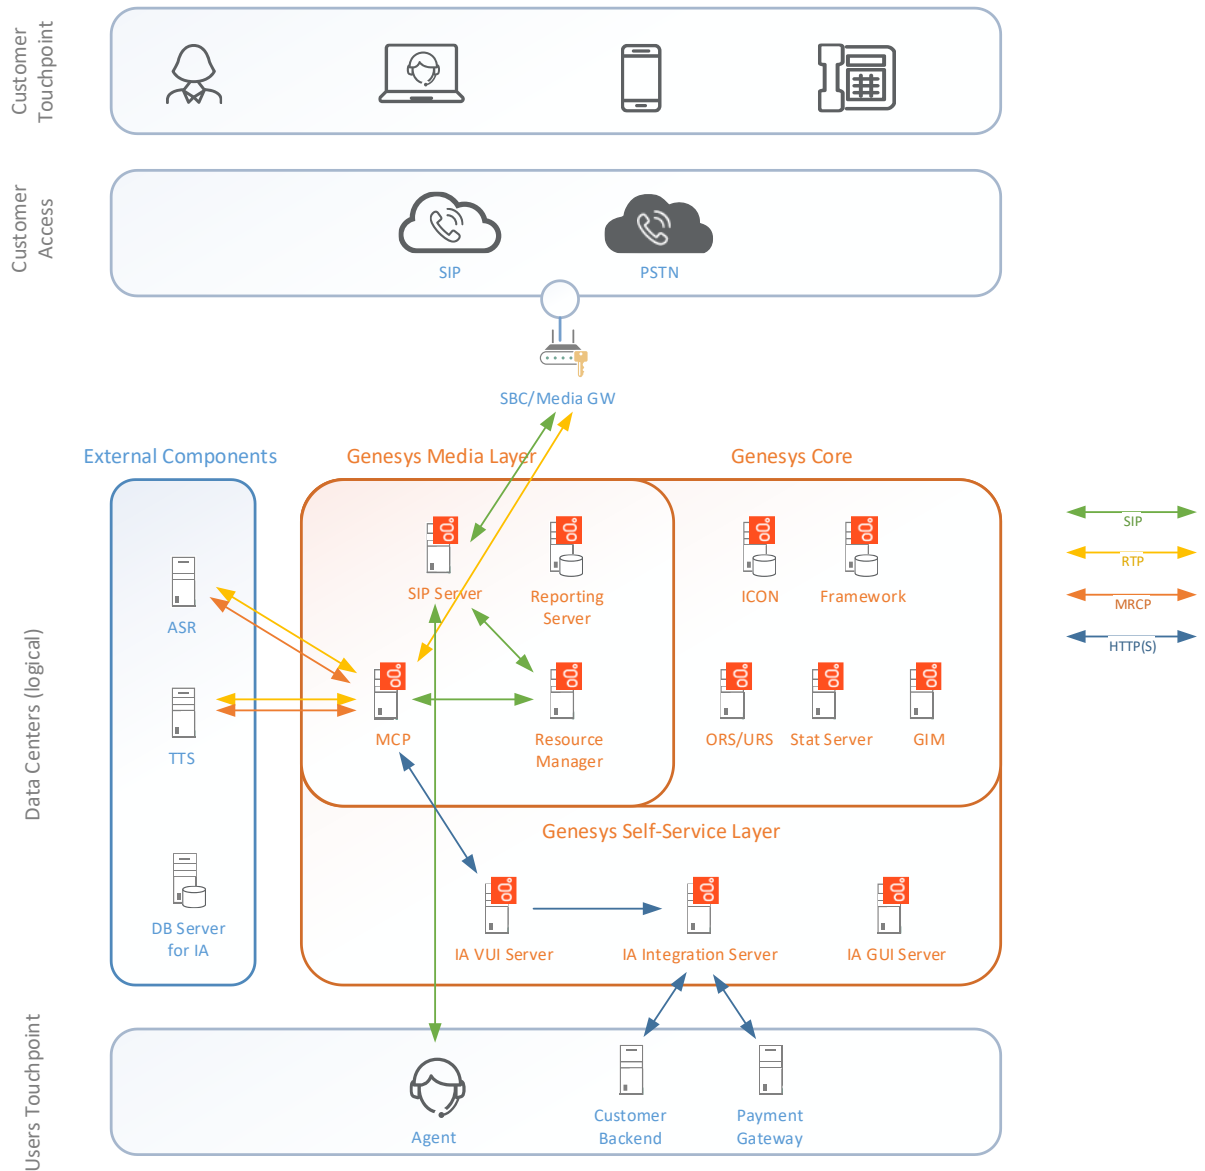 Customer
Touchpoint
Customer
Access
SIP
PSTN
SBC/Media GW
External Components
Genesys Media Layer
Genesys Core
SIP
RTP
MRCP
HTTP(S)
Data Centers (logical)
ASR
TTS
DB Server
for IA
SIP Server
Reporting
Server
ICON
Framework
MCP
Resource
Manager
ORS/URS
Stat Server
GIM
Genesys Self-Service Layer
IA VUI Server
IA Integration Server
IA GUI Server
Users Touchpoint
Agent
Customer
Backend
Payment
Gateway